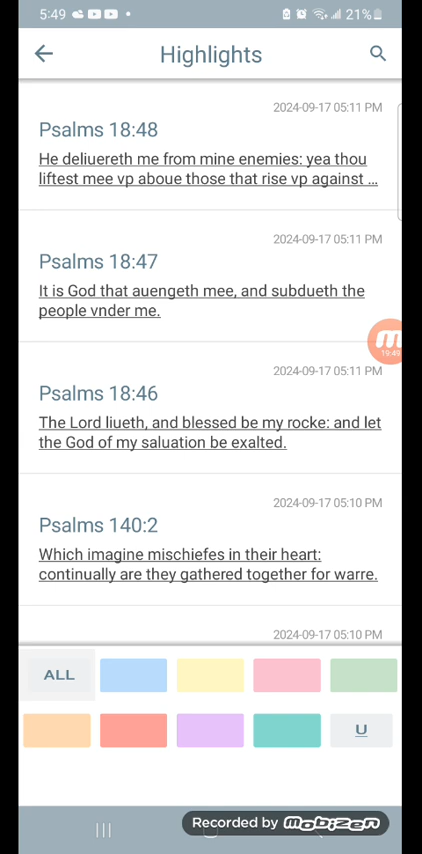 5:49
21%
Highlights
2024-09-17 05:11 PM
Psalms 18:48
He deliuereth me from mine enemies: yea thou
liftest mee vp aboue those that rise vp against ...
2024-09-17 05:11 PM
Psalms 18:47
It is God that auengeth mee, and subdueth the
people vnder me.
19:49
2024-09-17 05:11 PM
Psalms 18:46
The Lord liueth, and blessed be my rocke: and let
the God of my saluation be exalted.
2024-09-17 05:10 PM
Psalms 140:2
Which imagine mischiefes in their heart:
continually are they gathered together for warre.
2024-09-17 05:10 PM
ALL
U
Recorded by mobizen